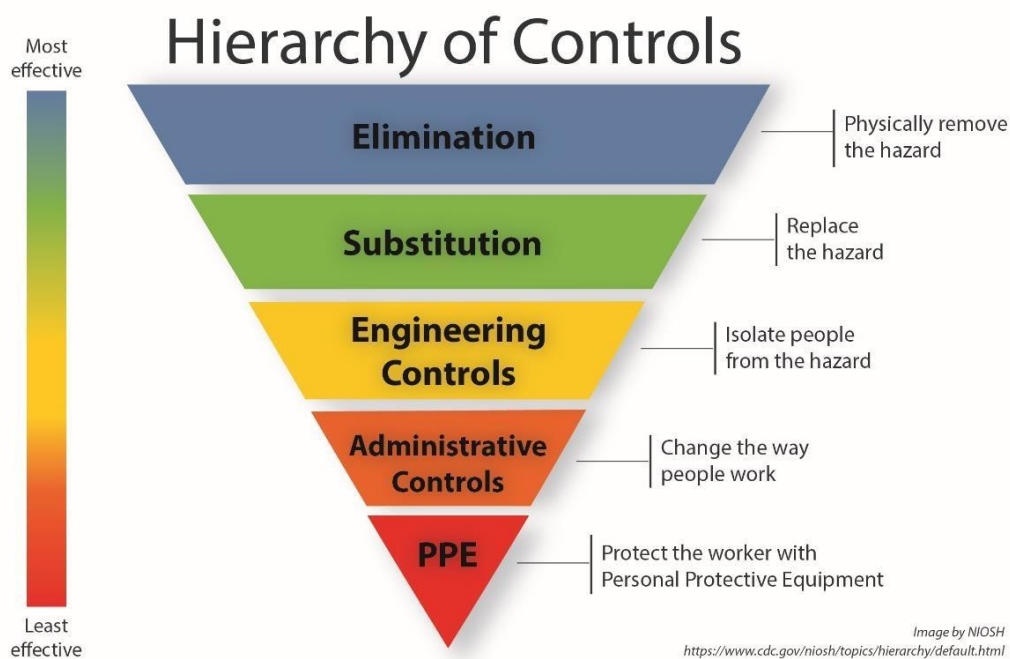 Hierarchy of Controls
Most
effective
Elimination
Physically remove
the hazard
Substitution
Replace
the hazard
Engineering
Controls
Isolate people
from the hazard
Administrative
Controls
Change the way
people work
PPE
Protect the worker with
Personal Protective Equipment
Least
effective
Image by NIOSH
https://www.cdc.gov/niosh/topics/hierarchy/default.html